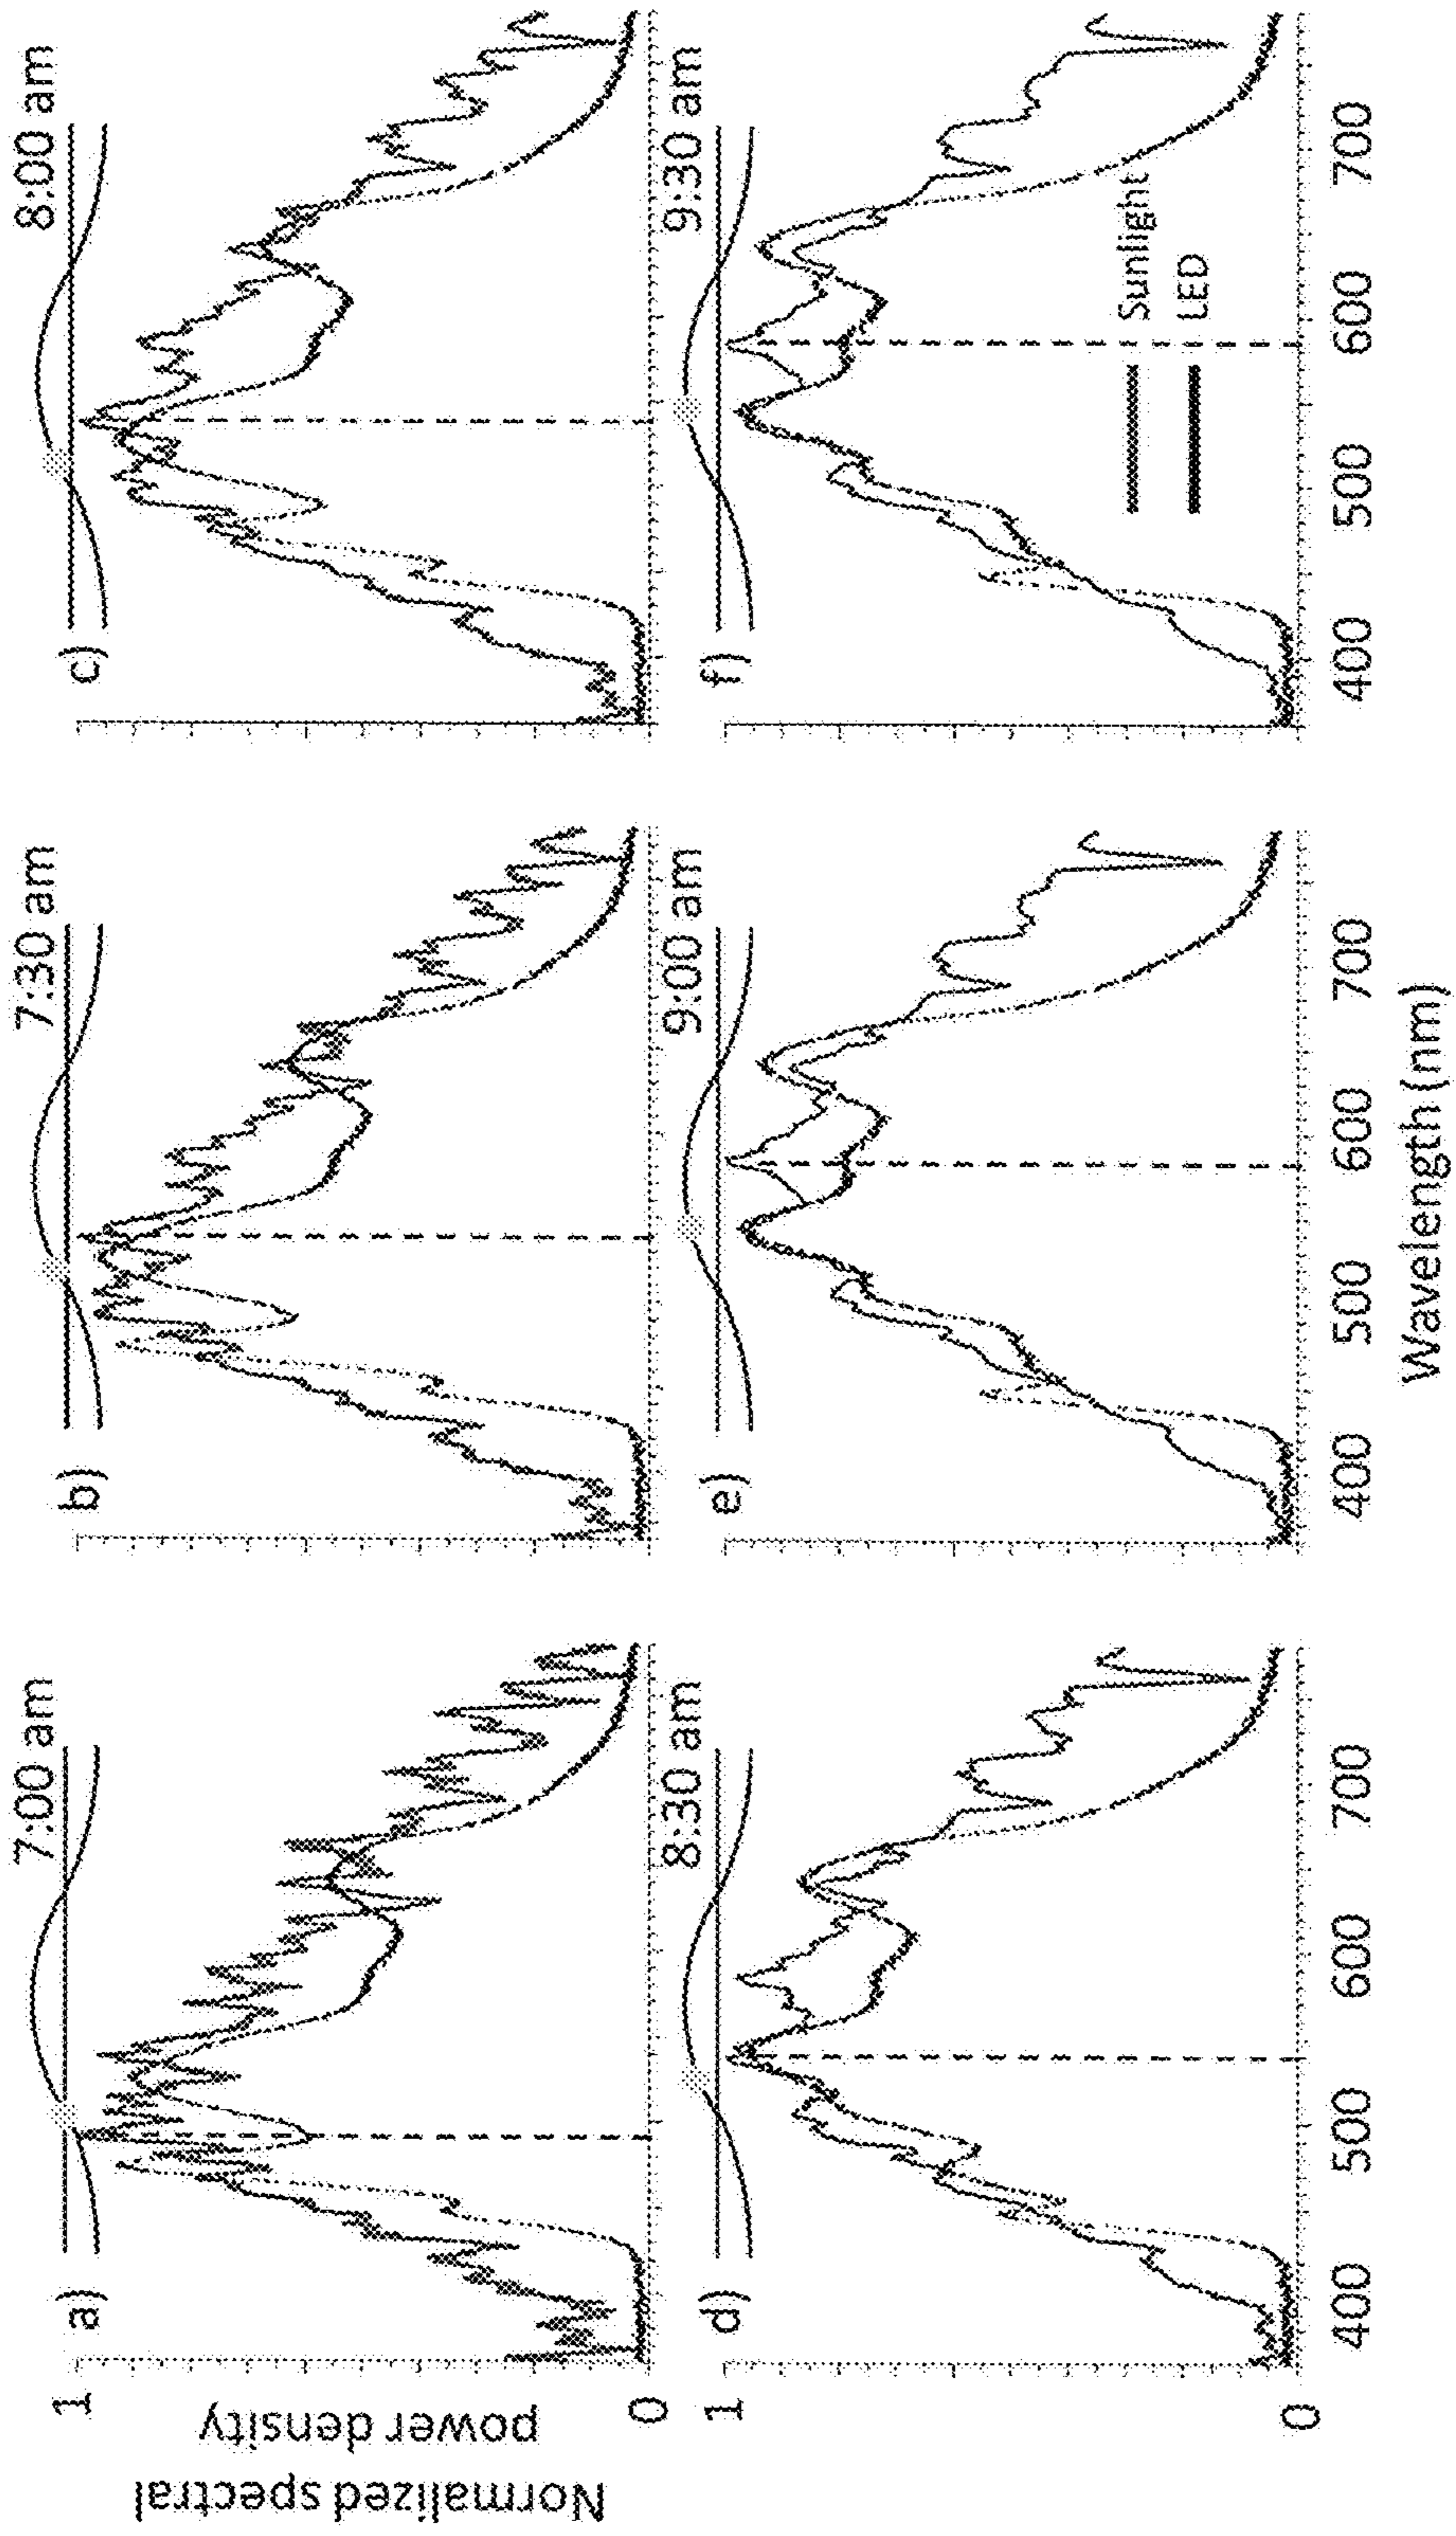 a) 7:00 am
b) 7:30 am
c) 8:00 am
1
0
Normalized spectral
power density
d) 8:30 am
e) 9:00 am
f) 9:30 am
1
0
Sunlight
LED
400 500 600 700
400 500 600 700
400 500 600 700
Wavelength (nm)